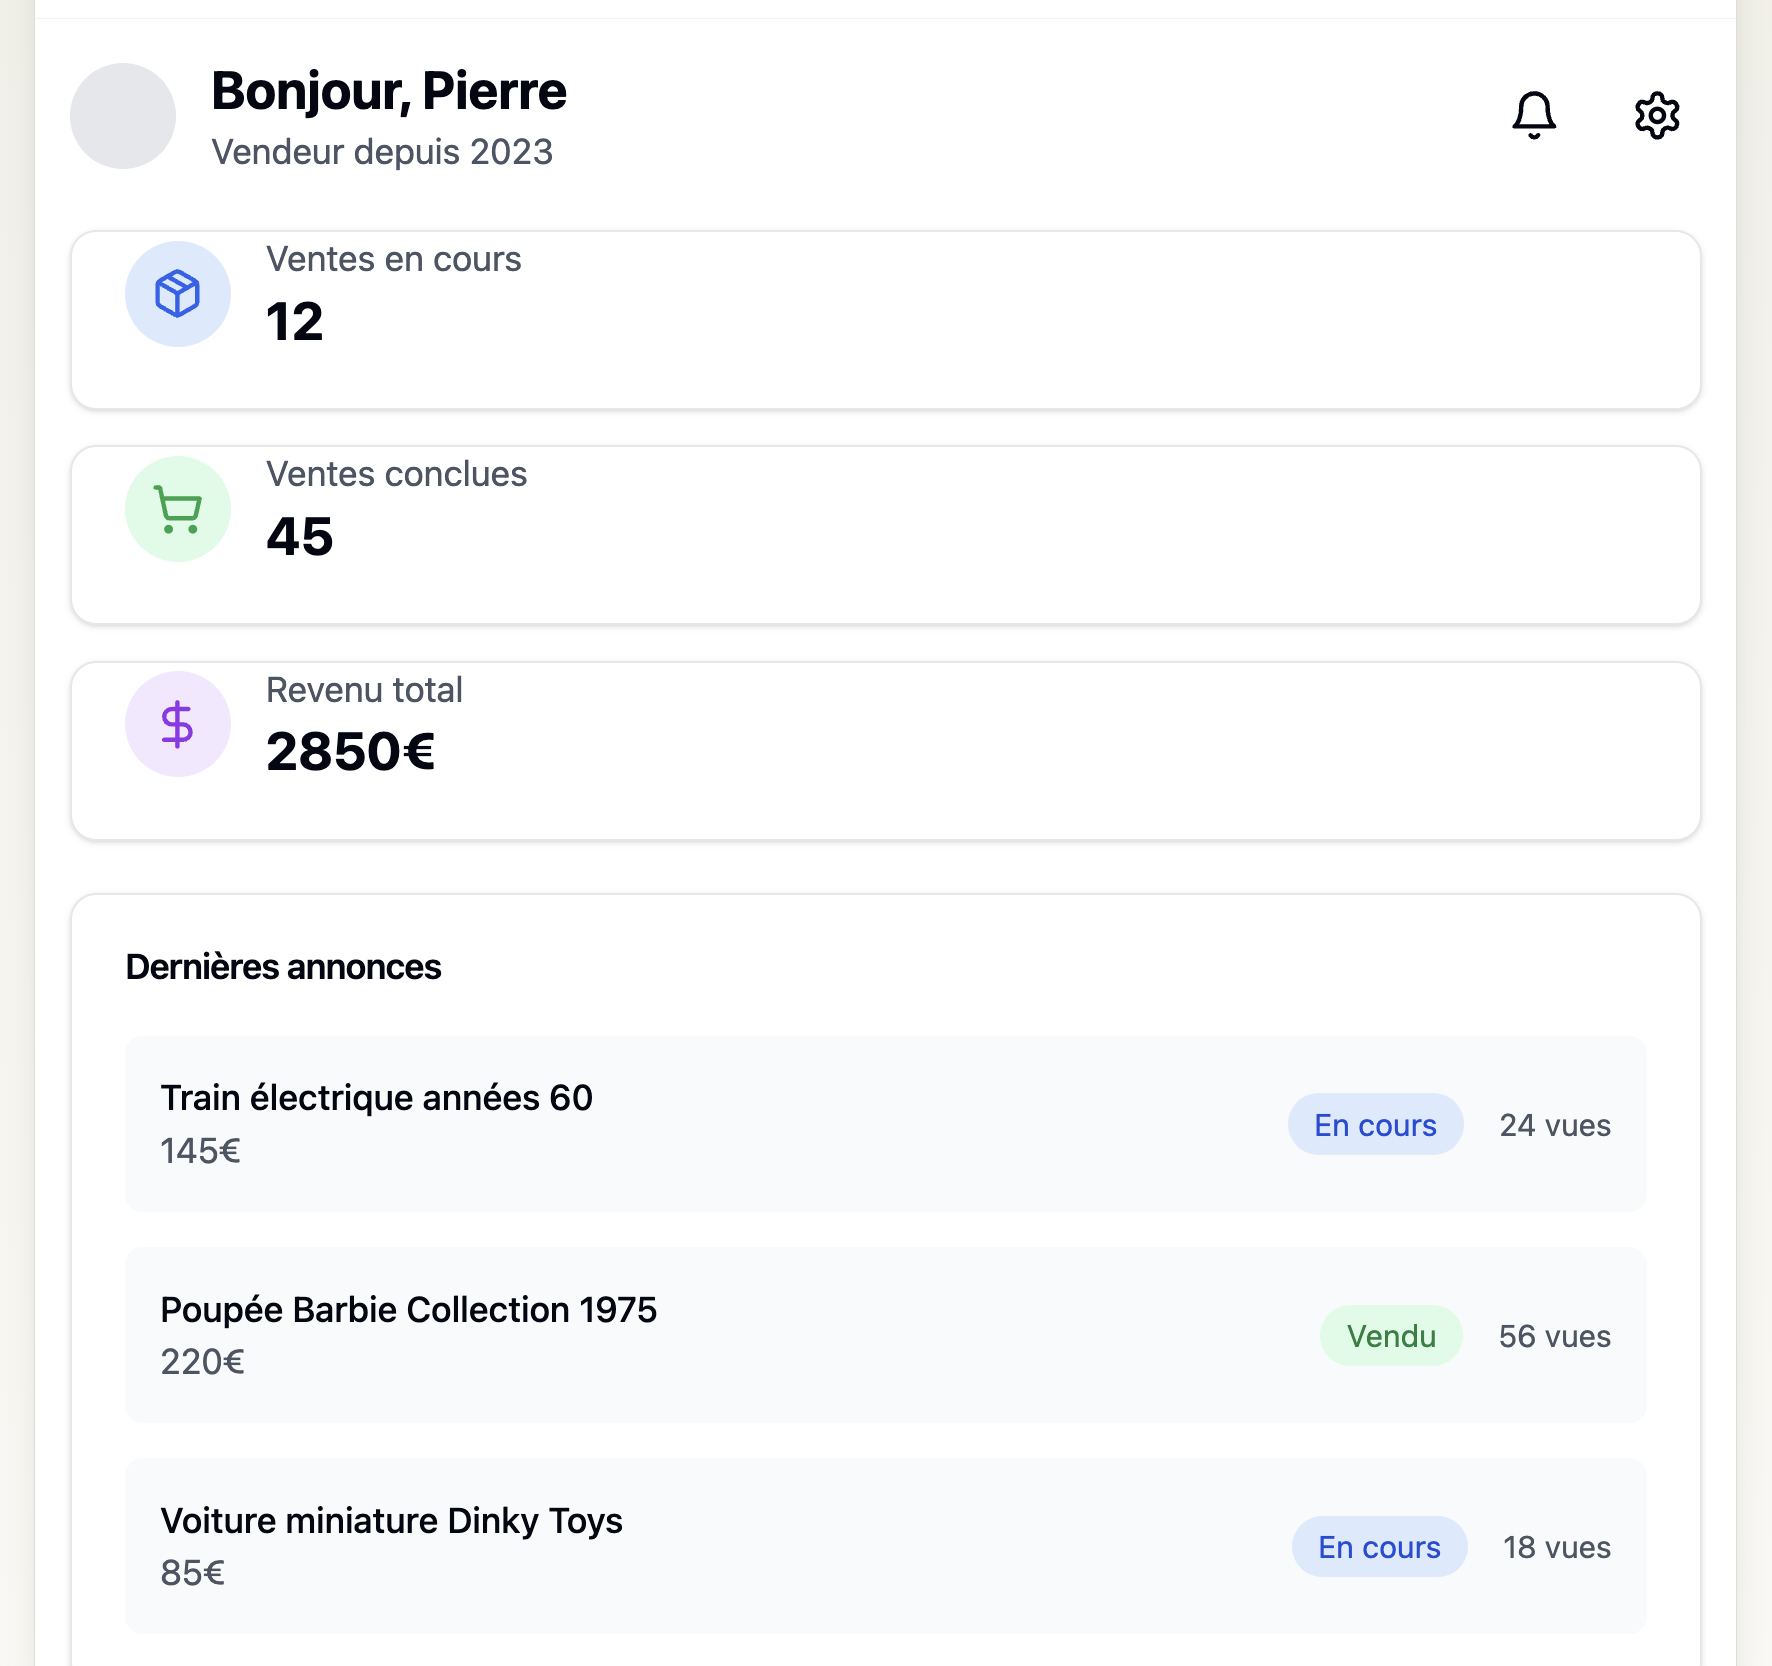 Bonjour, Pierre
Vendeur depuis 2023
Ventes en cours
12
Ventes conclues
45
Revenu total
2850€
Dernières annonces
Train électrique années 60
145€
En cours
24 vues
Poupée Barbie Collection 1975
220€
Vendu
56 vues
Voiture miniature Dinky Toys
85€
En cours
18 vues